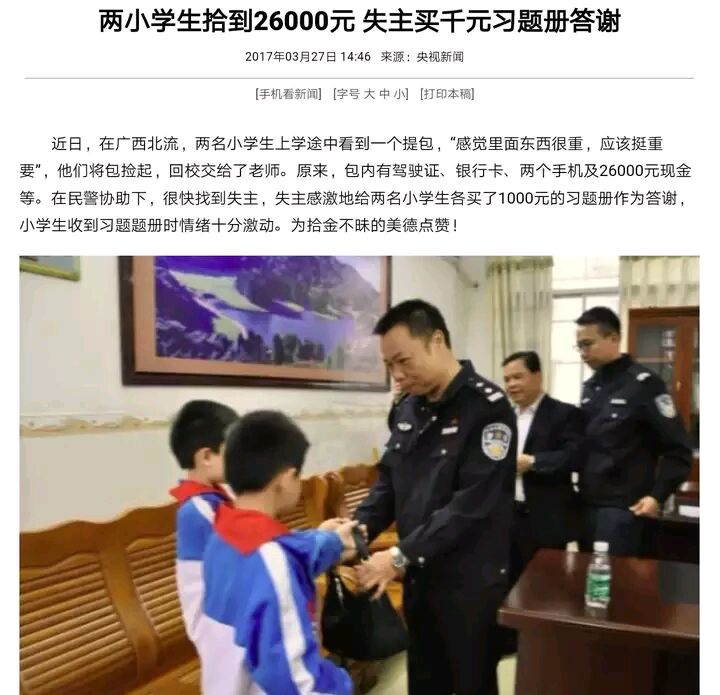 两小学生拾到26000元 失主买千元习题册答谢
2017年03月27日 14:46 来源：央视新闻
[手机看新闻] [字号 大 中 小] [打印本稿]
近日，在广西北流，两名小学生上学途中看到一个提包，“感觉里面东西很重，应该挺重
要”，他们将包捡起，回校交给了老师。原来，包内有驾驶证、银行卡、两个手机及26000元现金
等。在民警协助下，很快找到失主，失主感激地给两名小学生各买了1000元的习题册作为答谢，
小学生收到习题题册时情绪十分激动。为拾金不昧的美德点赞！